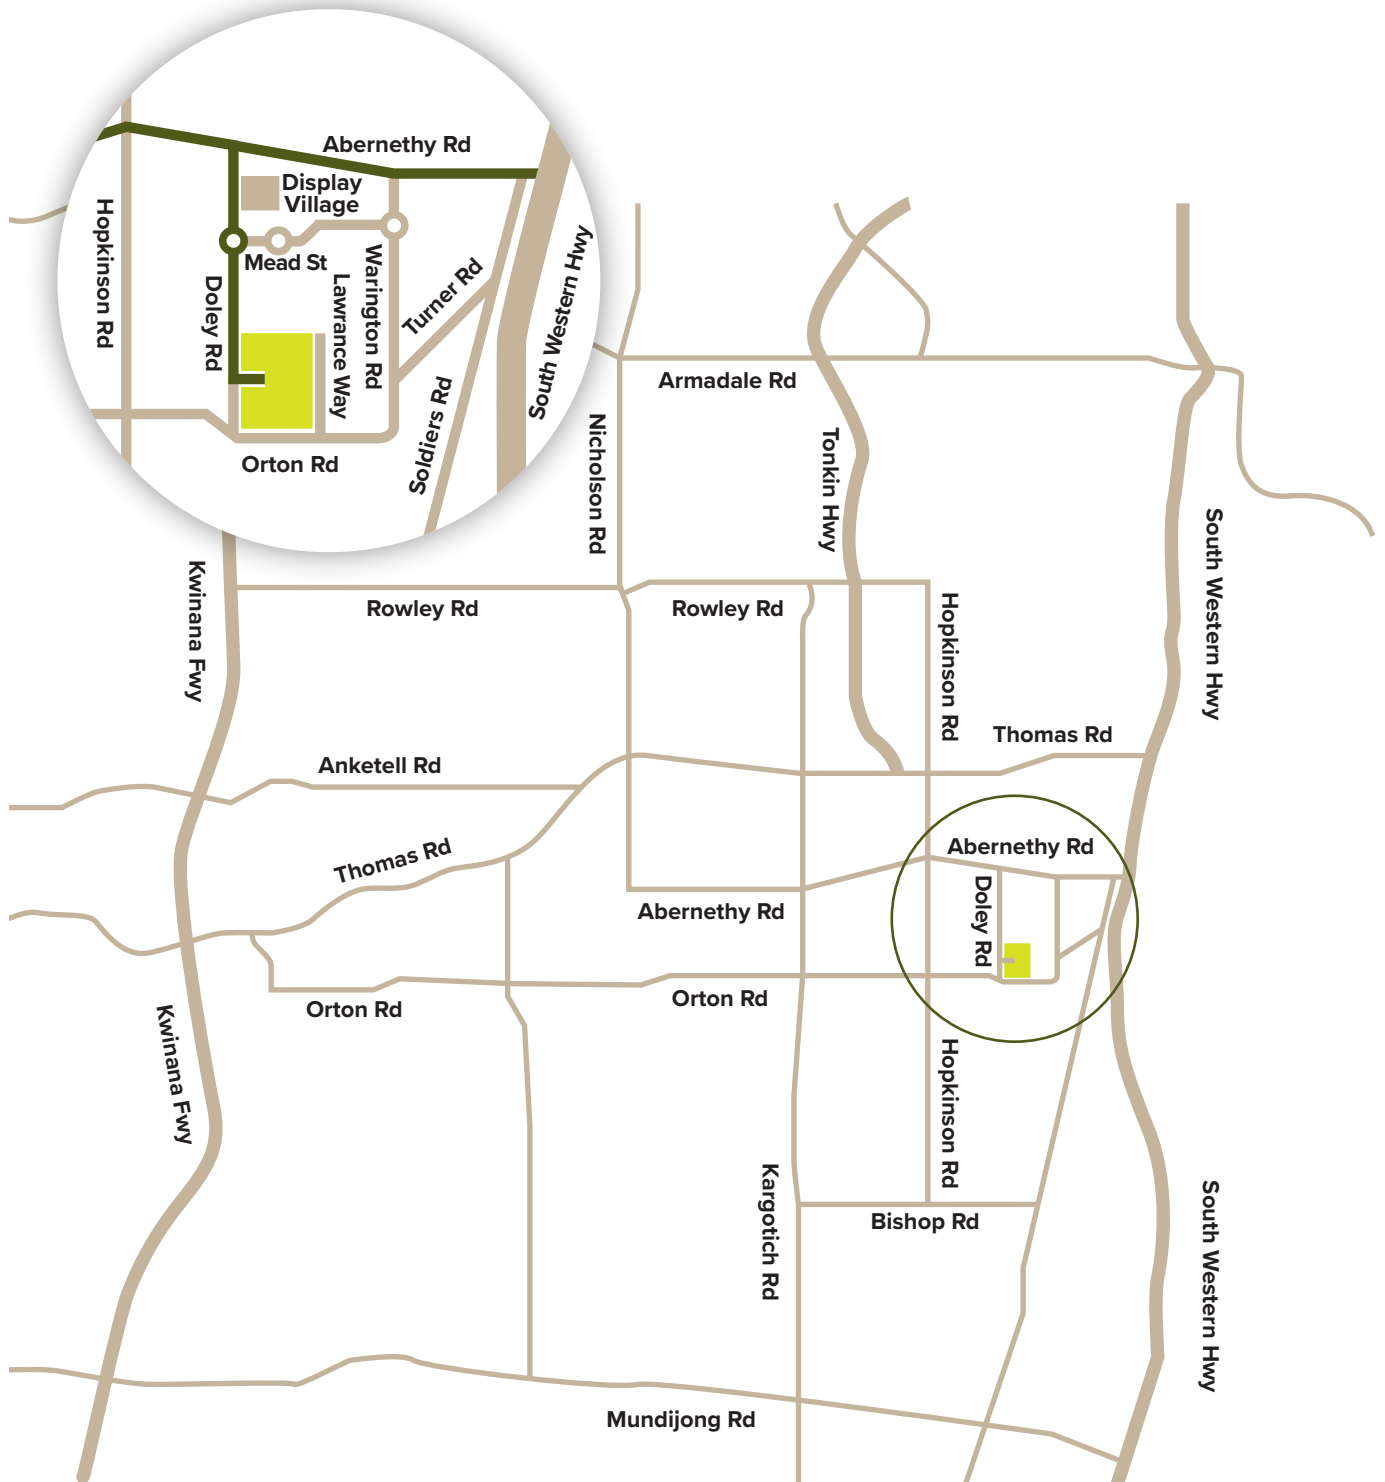 Abernethy Rd
Display
Village
Hopkinson Rd
Mead St
Doley Rd
Lawrance Way
Warington Rd
Turner Rd
Soldiers Rd
South Western Hwy
Orton Rd
Armadale Rd
Nicholson Rd
Tonkin Hwy
South Western Hwy
Kwinana Fwy
Rowley Rd
Rowley Rd
Hopkinson Rd
Thomas Rd
Anketell Rd
Thomas Rd
Abernethy Rd
Abernethy Rd
Doley Rd
Orton Rd
Orton Rd
Kwinana Fwy
Hopkinson Rd
Kargotich Rd
Bishop Rd
South Western Hwy
Mundijong Rd